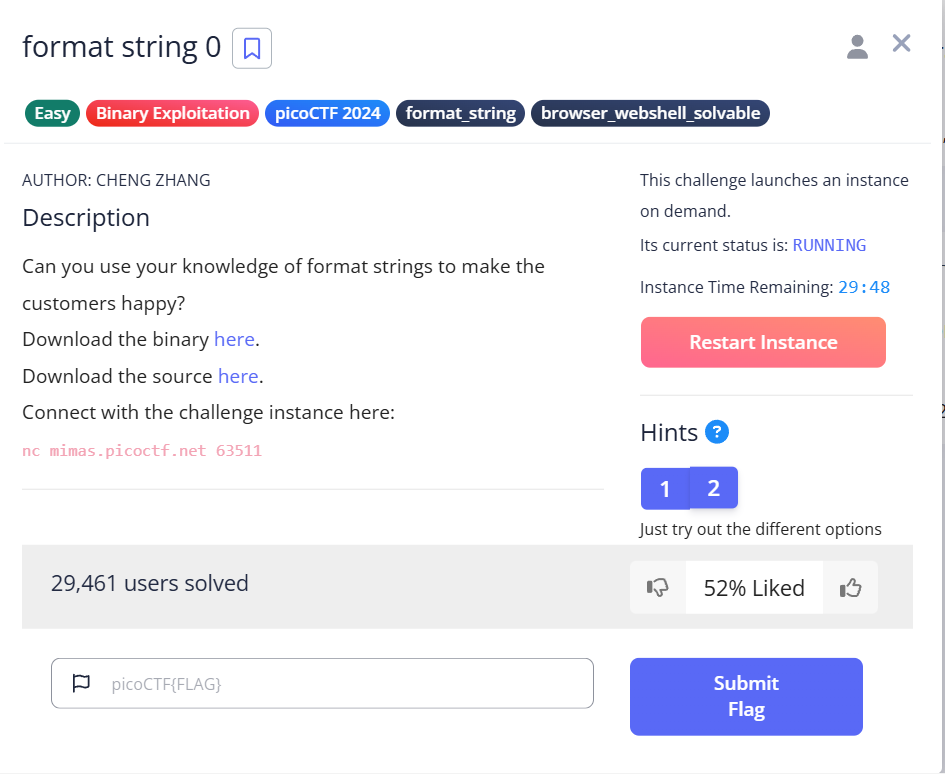 format string 0
Easy Binary Exploitation picoCTF 2024 format_string browser_webshell_solvable
AUTHOR: CHENG ZHANG
Description
Can you use your knowledge of format strings to make the
customers happy?
Download the binary here.
Download the source here.
Connect with the challenge instance here:
nc mimas.picoctf.net 63511
This challenge launches an instance
on demand.
Its current status is: RUNNING
Instance Time Remaining: 29:48
Restart Instance
Hints ?
1 2
Just try out the different options
29,461 users solved
52% Liked
picoCTF{FLAG}
Submit
Flag